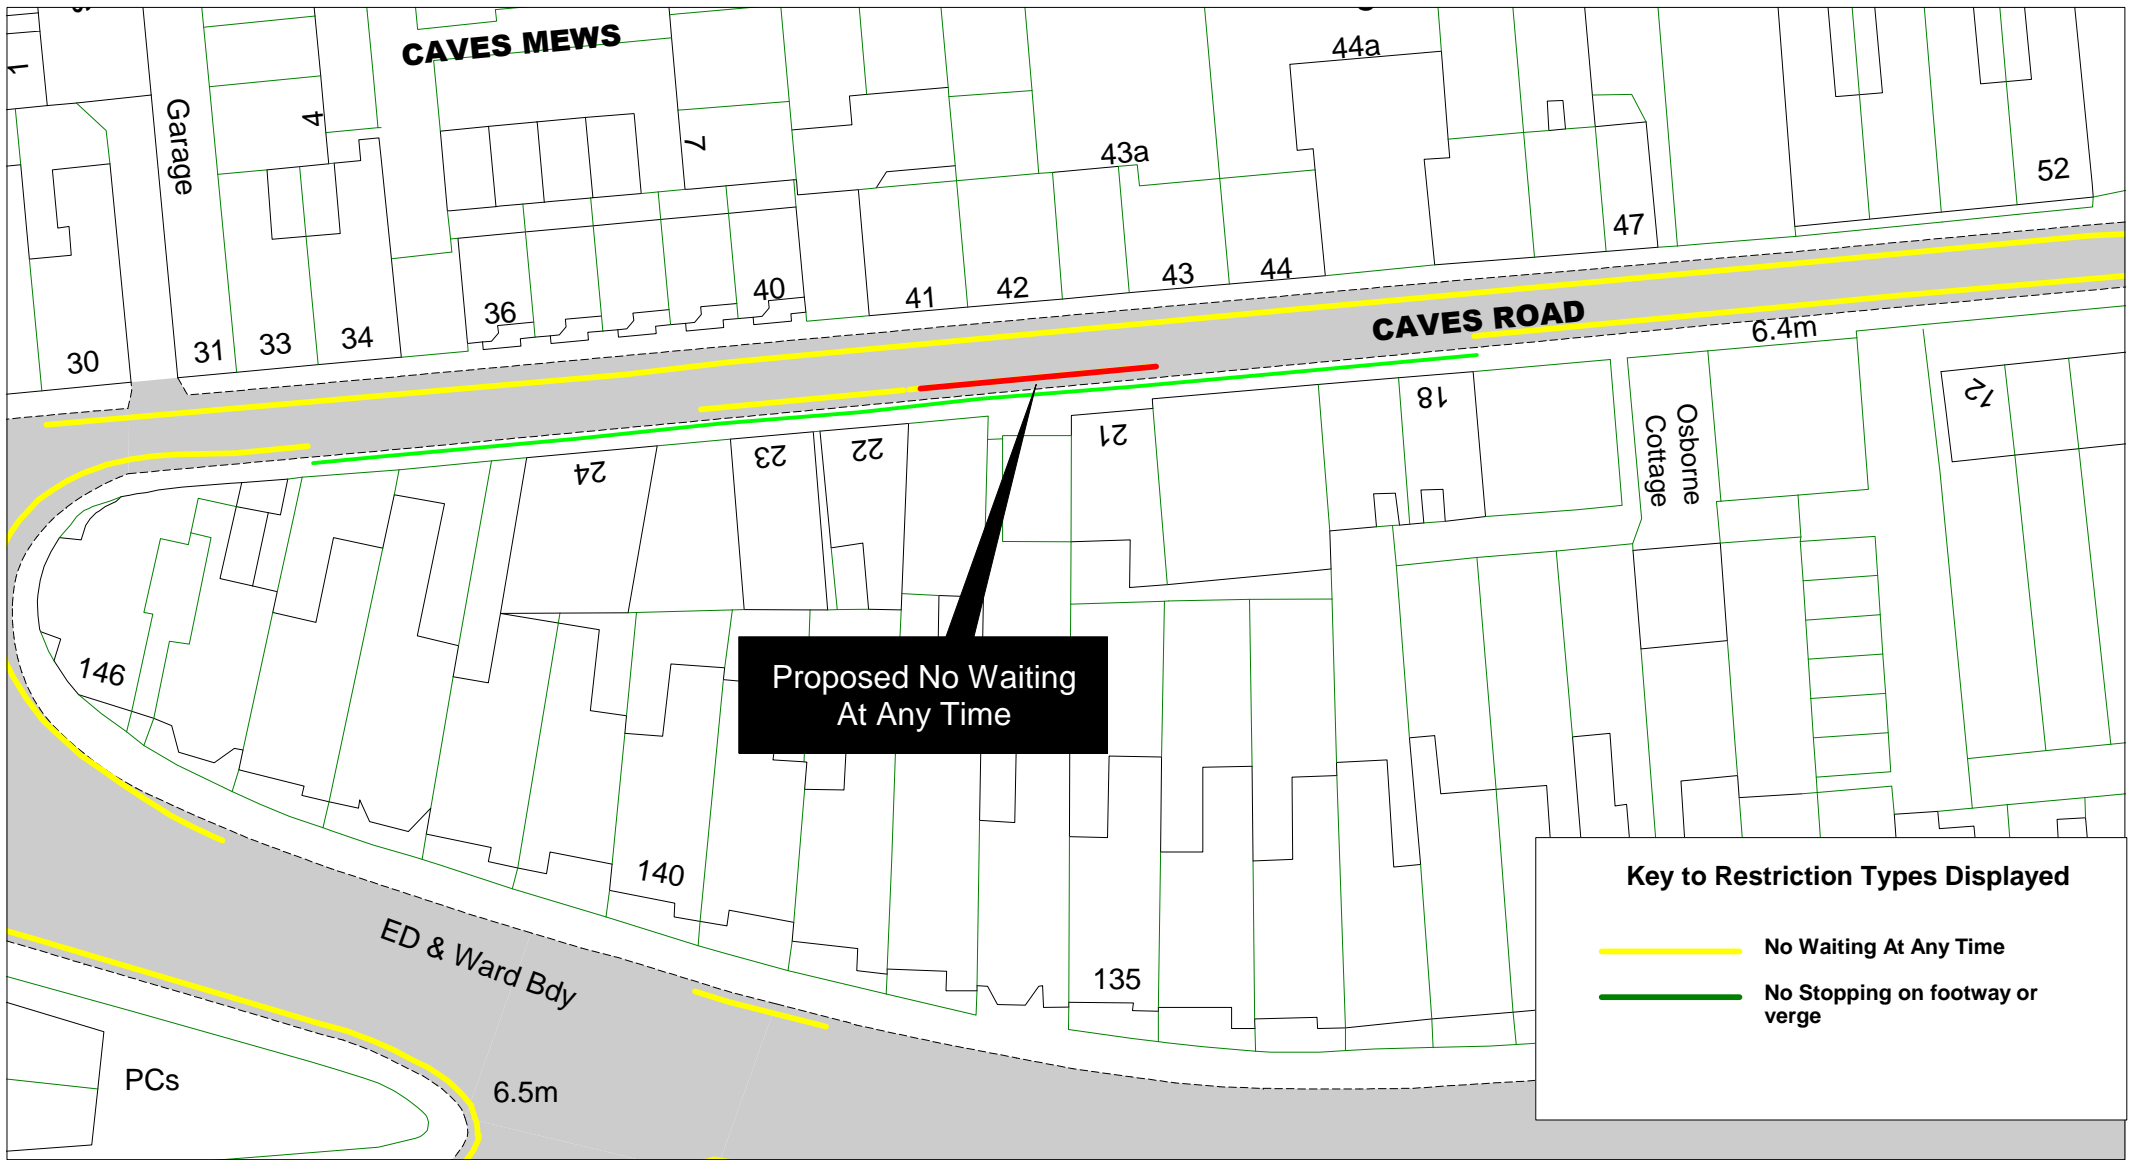 CAVES MEWS
44a
1
Garage
4
7
43a
52
47
40
44
43
42
41
36
34
33
31
30
CAVES ROAD
6.4m
18
12
Osborne
Cottage
21
22
23
24
146
Proposed No Waiting
At Any Time
140
135
ED & Ward Bdy
PCs
6.5m
Key to Restriction Types Displayed
No Waiting At Any Time
No Stopping on footway or
verge